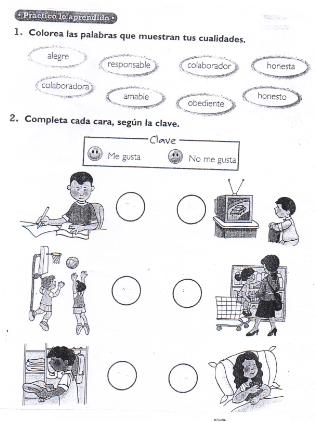 Practico lo aprendido
1. Colorea las palabras que muestran tus cualidades.
alegre
responsable
colaborador
honesta
colaboradora
amable
obediente
honesto
2. Completa cada cara, según la clave.
Clave
Me gusta
No me gusta